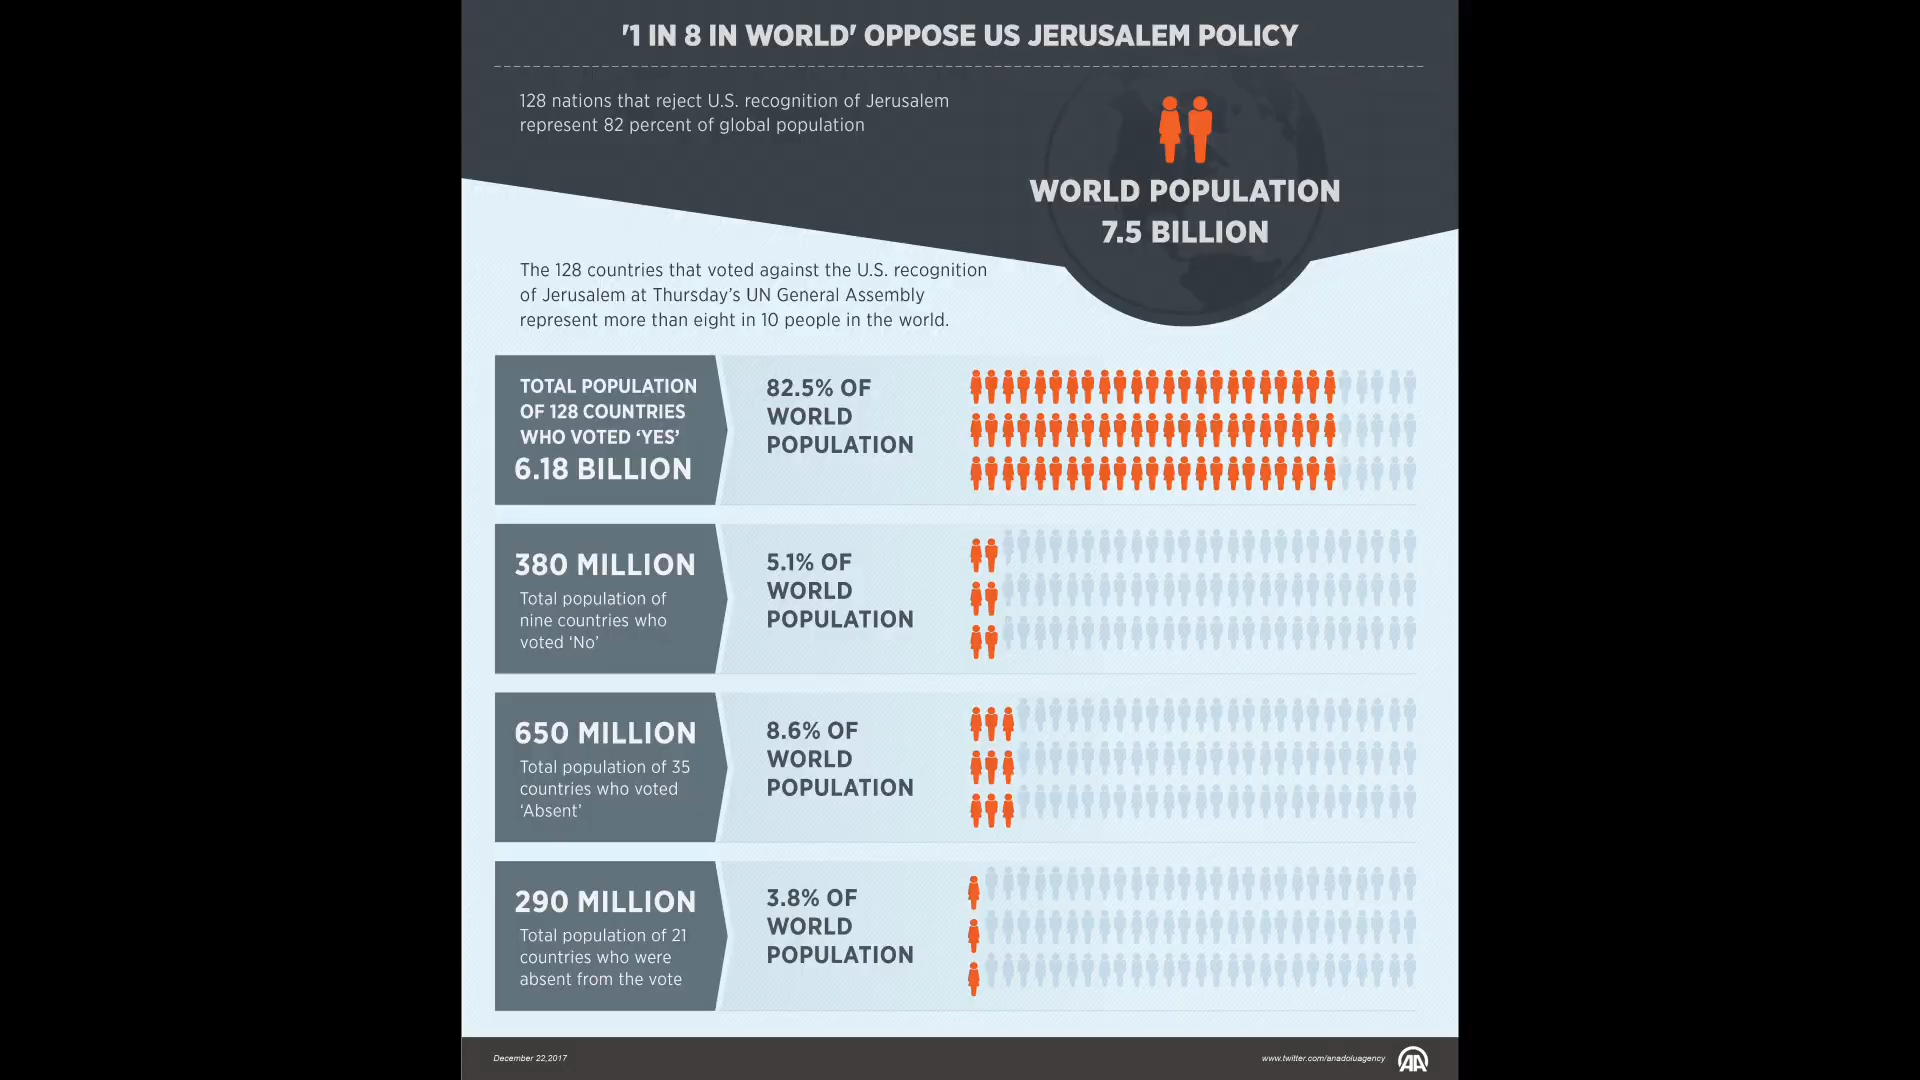 '1 IN 8 IN WORLD' OPPOSE US JERUSALEM POLICY
128 nations that reject U.S. recognition of Jerusalem
represent 82 percent of global population
WORLD POPULATION
7.5 BILLION
The 128 countries that voted against the U.S. recognition
of Jerusalem at Thursday’s UN General Assembly
represent more than eight in 10 people in the world.
TOTAL POPULATION
OF 128 COUNTRIES
WHO VOTED ‘YES’
6.18 BILLION
82.5% OF
WORLD
POPULATION
380 MILLION
Total population of
nine countries who
voted ‘No’
5.1% OF
WORLD
POPULATION
650 MILLION
Total population of 35
countries who voted
‘Absent’
8.6% OF
WORLD
POPULATION
290 MILLION
Total population of 21
countries who were
absent from the vote
3.8% OF
WORLD
POPULATION
December 22,2017
www.twitter.com/anadoluagency
AA